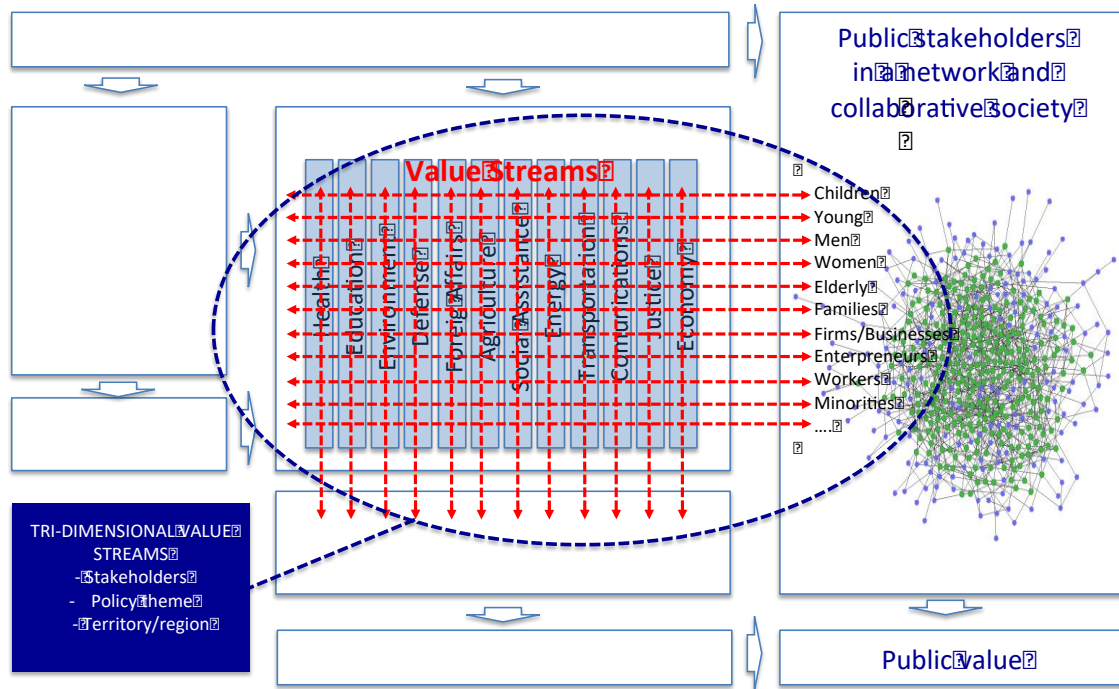 Public stakeholders
in a network and
collaborative society
Value Streams
Health
Education
Environment
Defense
Foreign Affairs
Agriculture
Social Assistance
Energy
Transportation
Comunications
Justice
Economy
Children
Young
Men
Women
Elderly
Families
Firms/Businesses
Enterpreneurs
Workers
Minorities
....
TRI-DIMENSIONAL VALUE
STREAMS
- Stakeholders
- Policy theme
- Territory/region
Public value